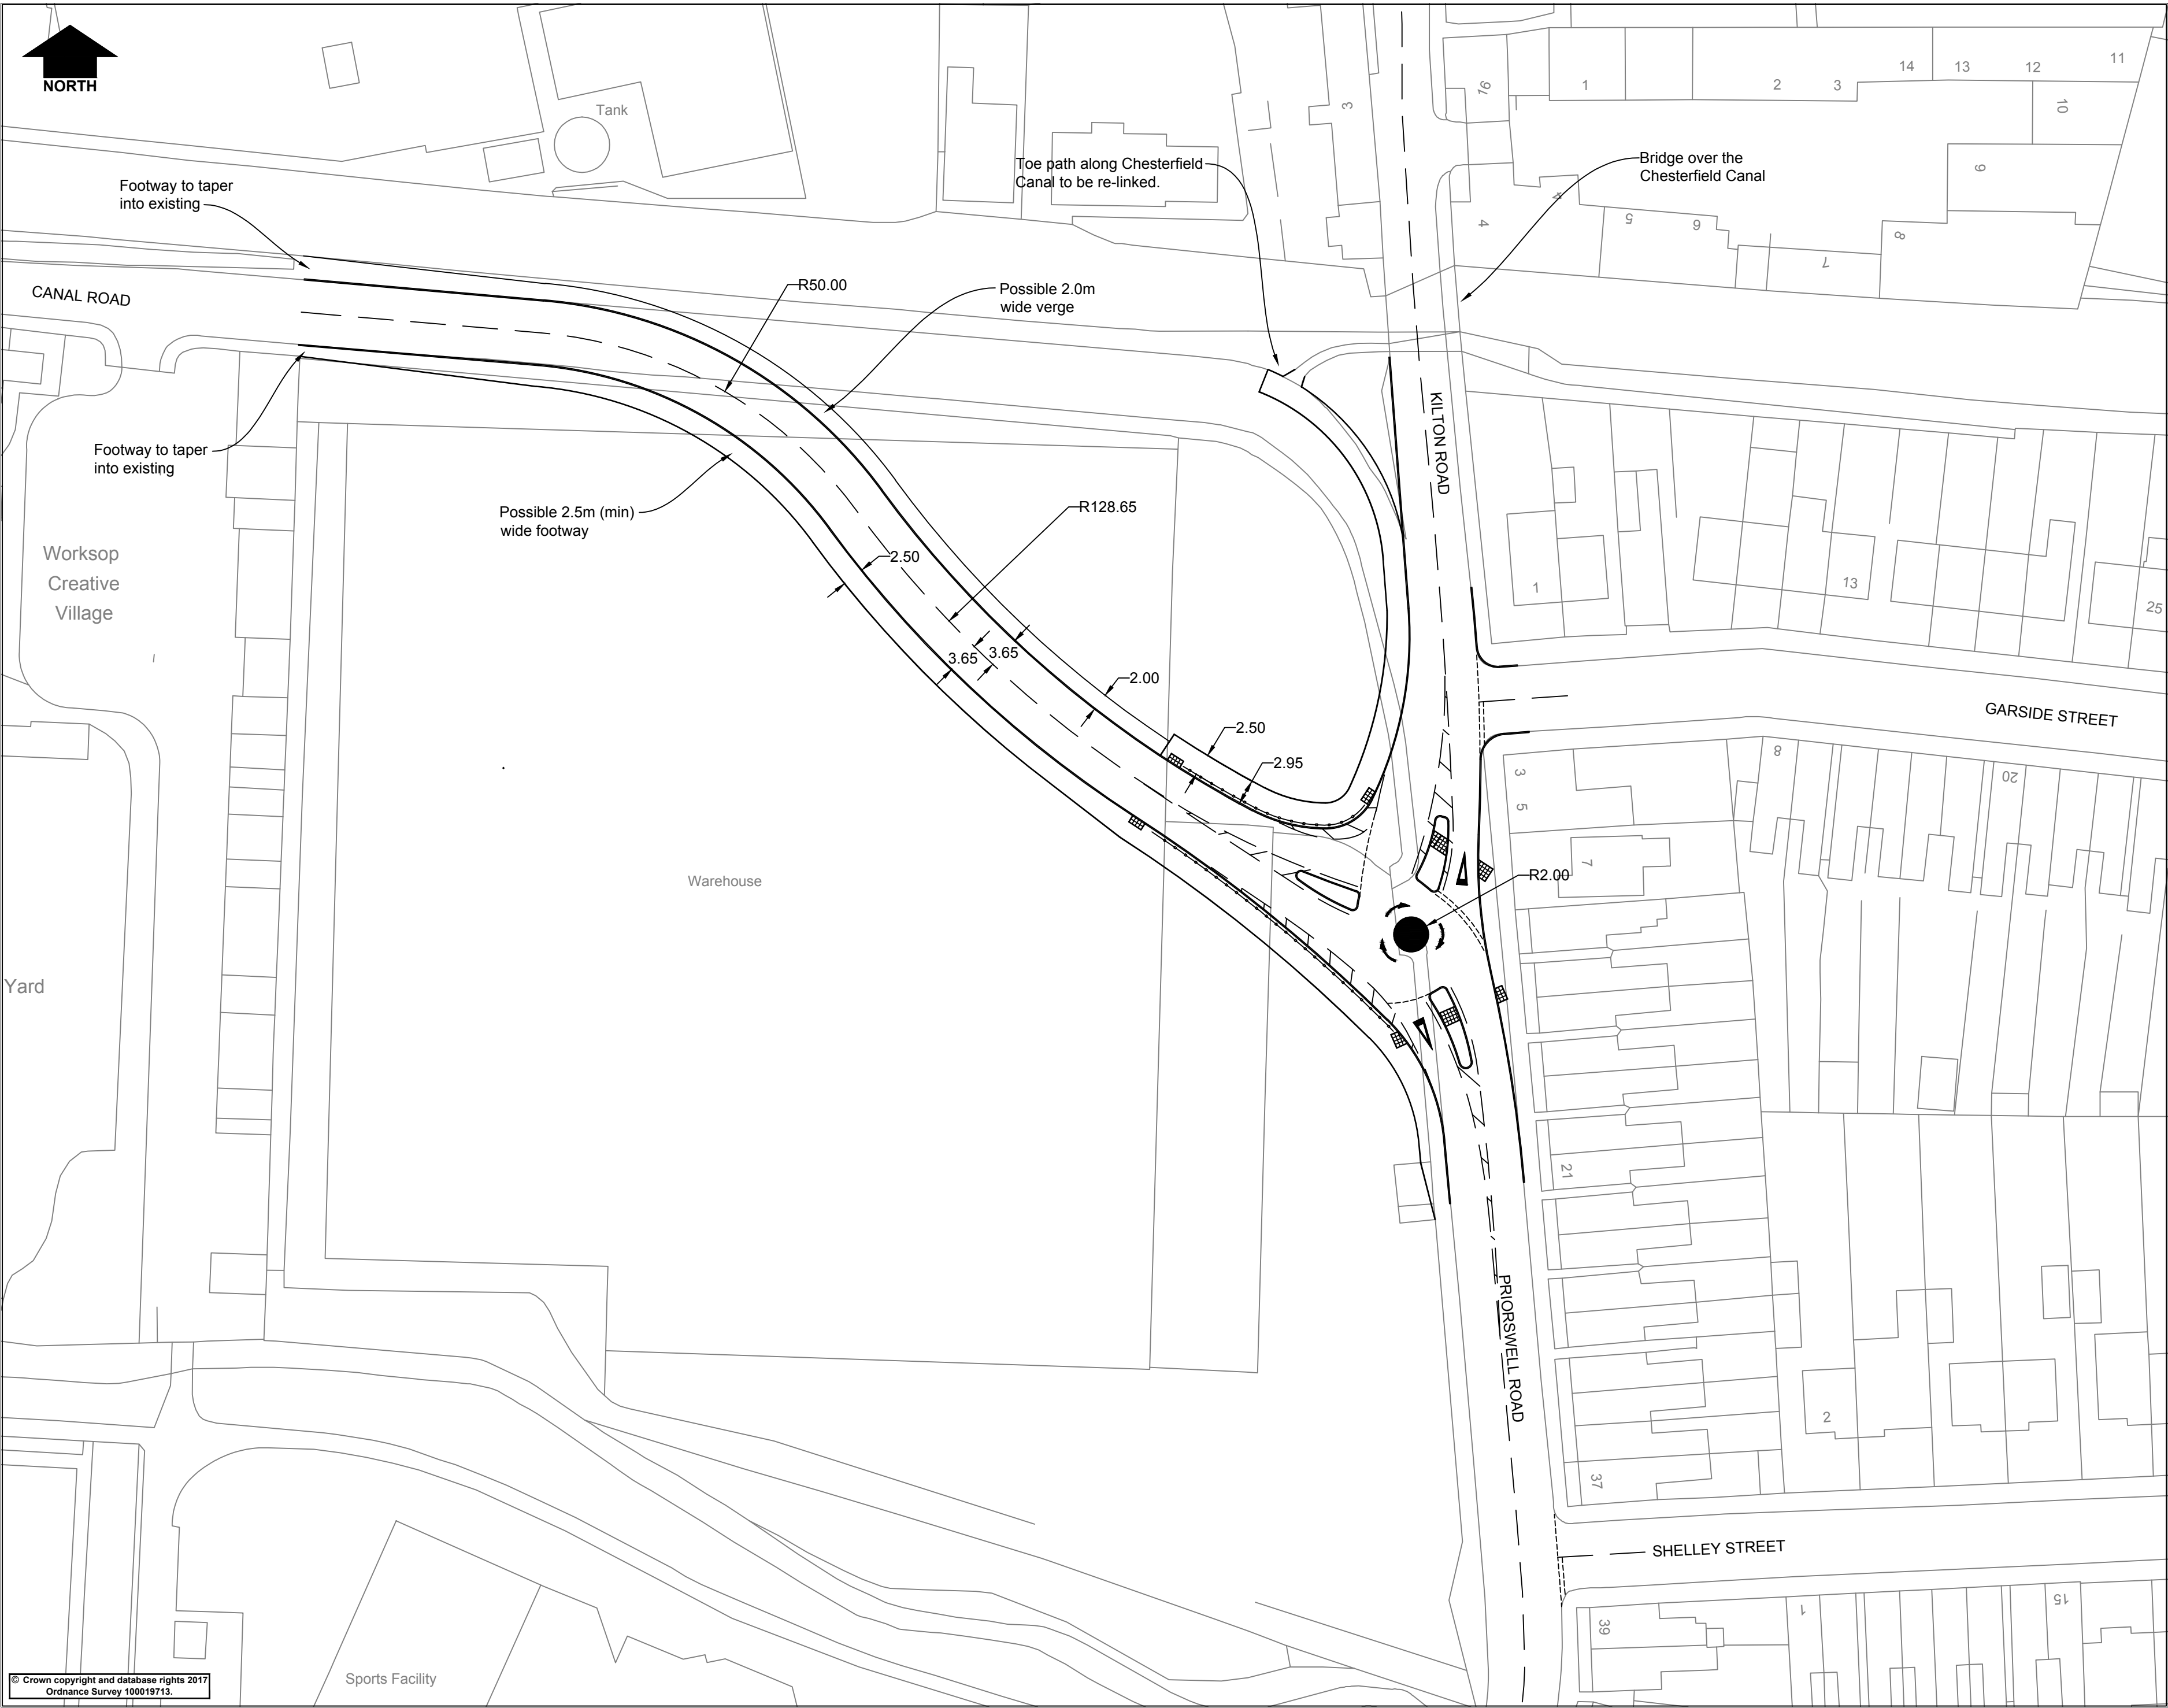 NORTH
Tank
3
16
1
2
3
14
13
12
11
10
9
Toe path along Chesterfield
Canal to be re-linked.
Bridge over the
Chesterfield Canal
4
4
5
6
7
8
Footway to taper
into existing
CANAL ROAD
R50.00
Possible 2.0m
wide verge
KILTON ROAD
Footway to taper
into existing
Possible 2.5m (min)
wide footway
R128.65
2.50
Worksop
Creative
Village
1
13
25
3.65
3.65
2.00
2.50
2.95
GARSIDE STREET
3
5
7
8
20
R2.00
Warehouse
Yard
21
PRIORSWELL ROAD
2
37
SHELLEY STREET
39
1
15
Sports Facility
© Crown copyright and database rights 2017
Ordnance Survey 100019713.